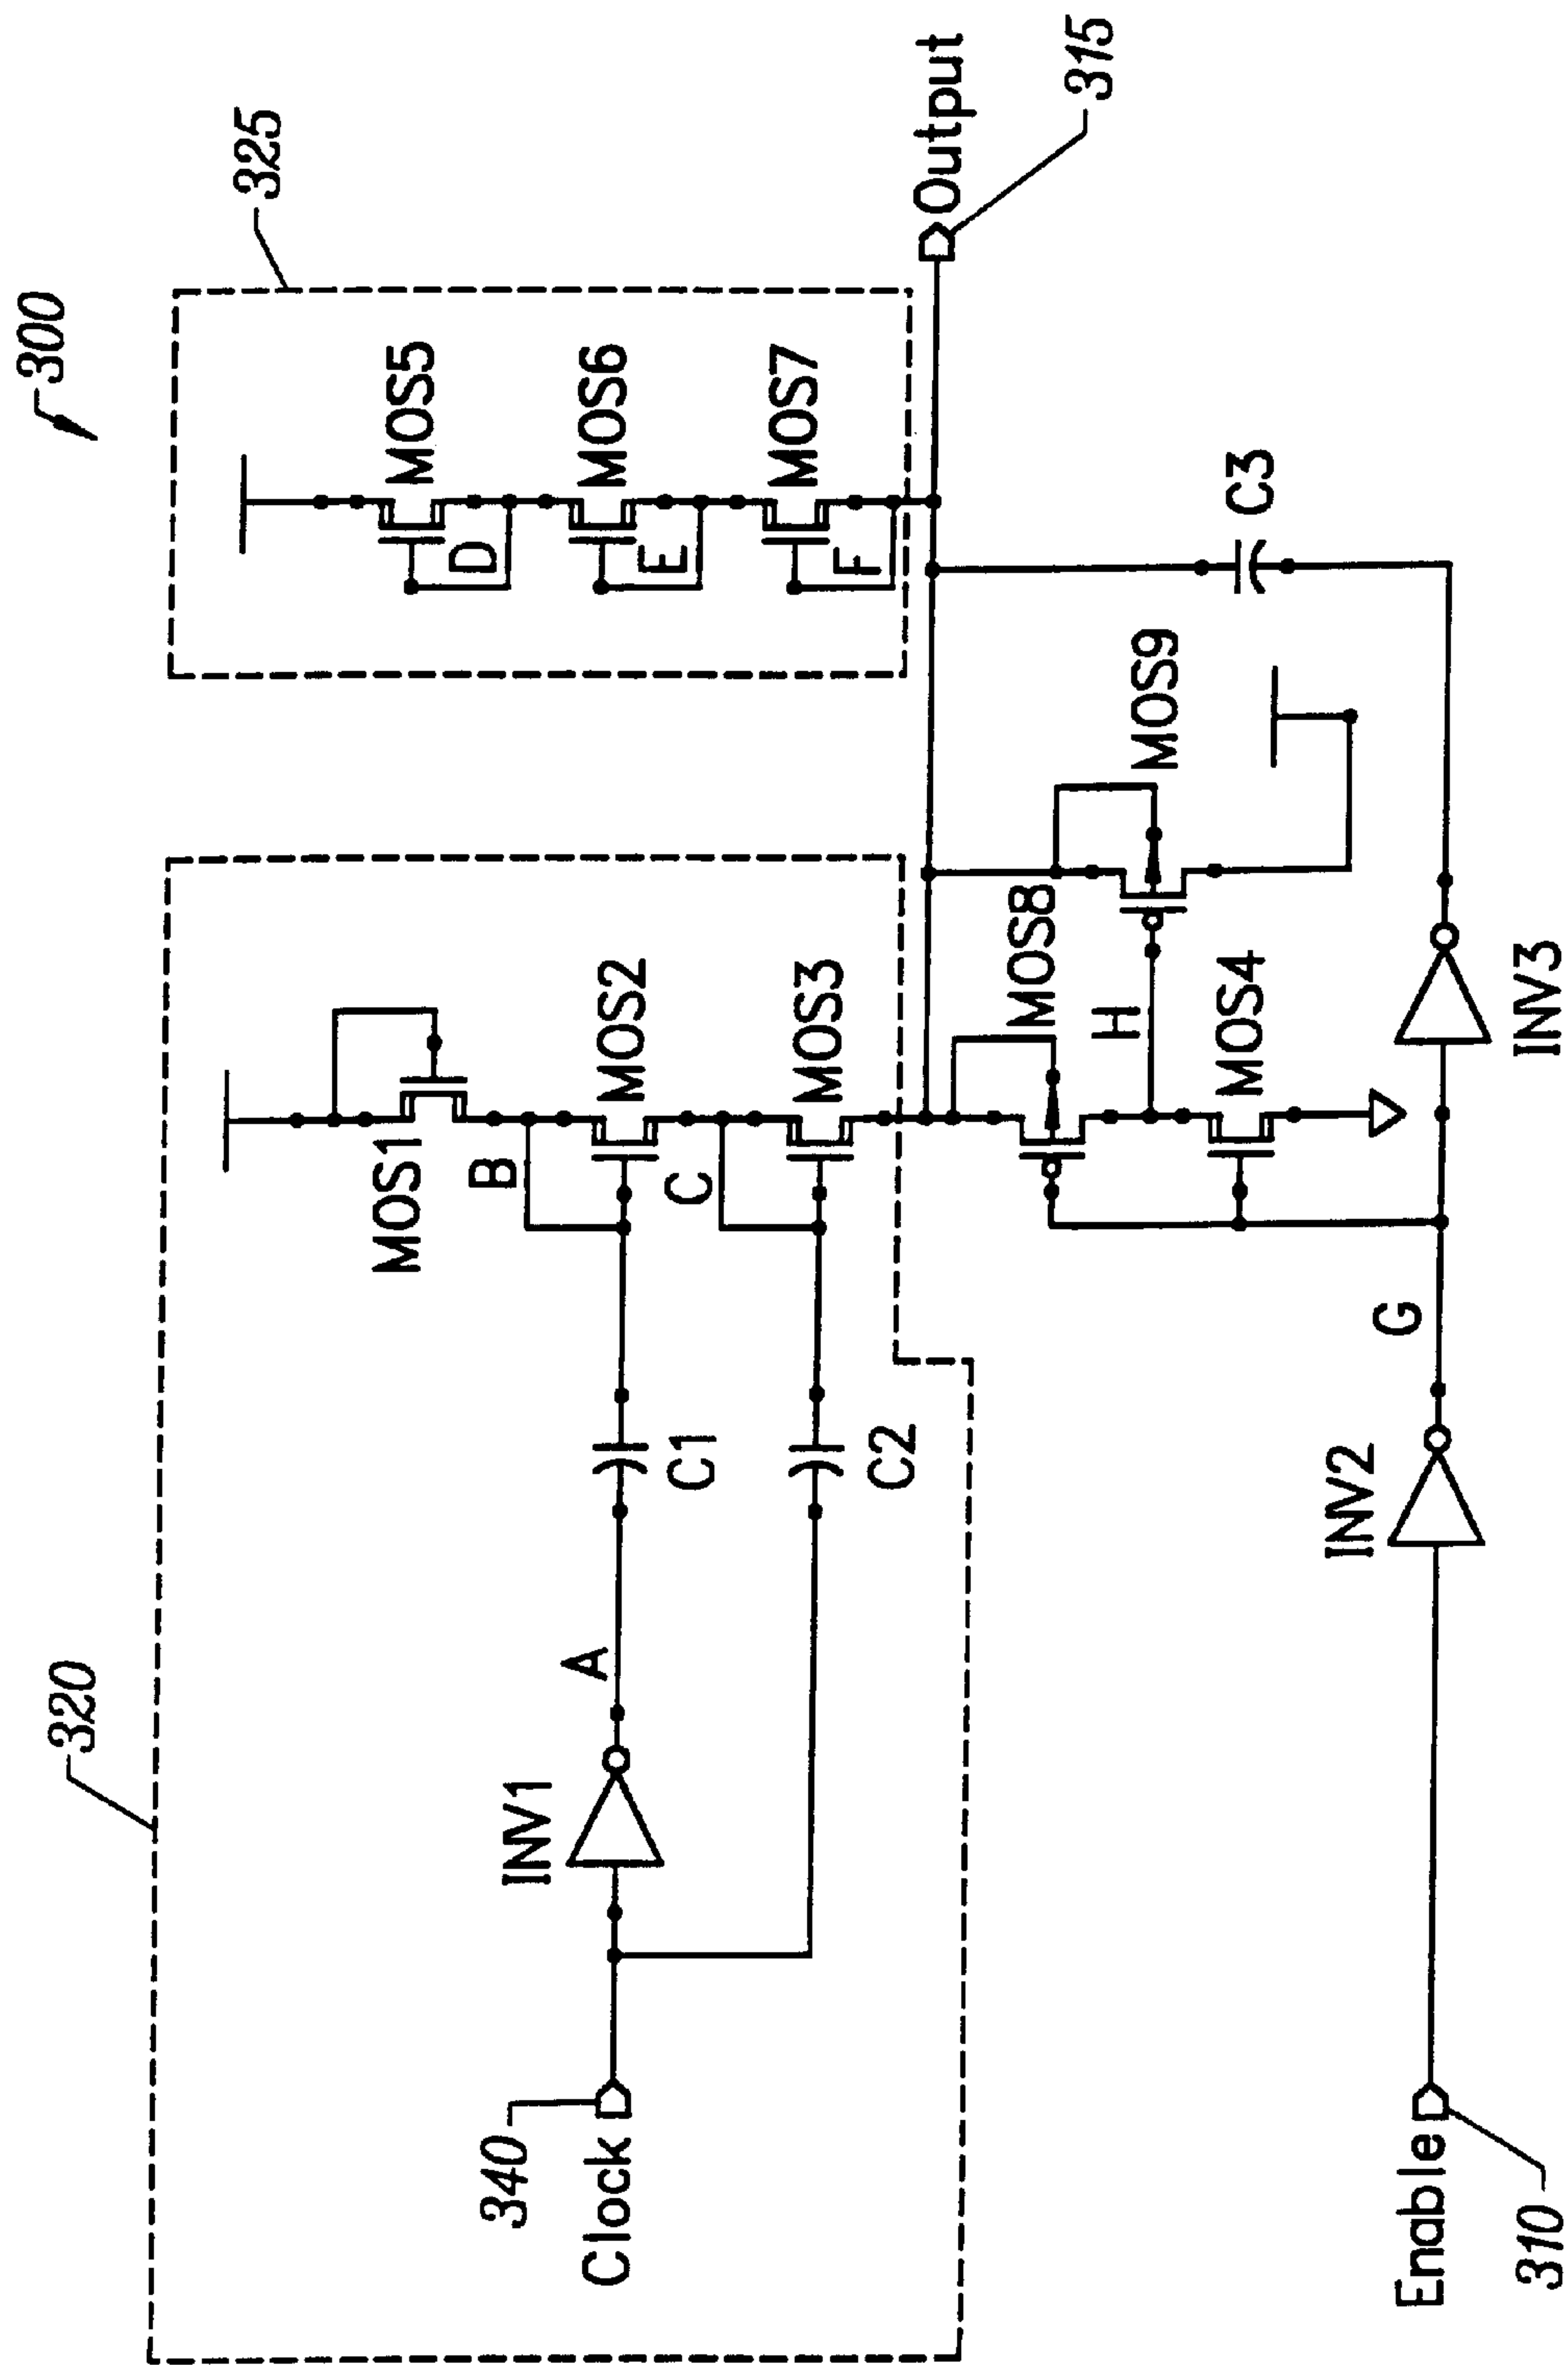 300
320
325
MOS1
MOS5
B
D
340
Clock
INV1
A
C1
MOS2
MOS6
E
C
C2
MOS3
MOS7
F
Output
315
MOS8
H
MOS9
MOS4
C3
Enable
310
INV2
G
INV3